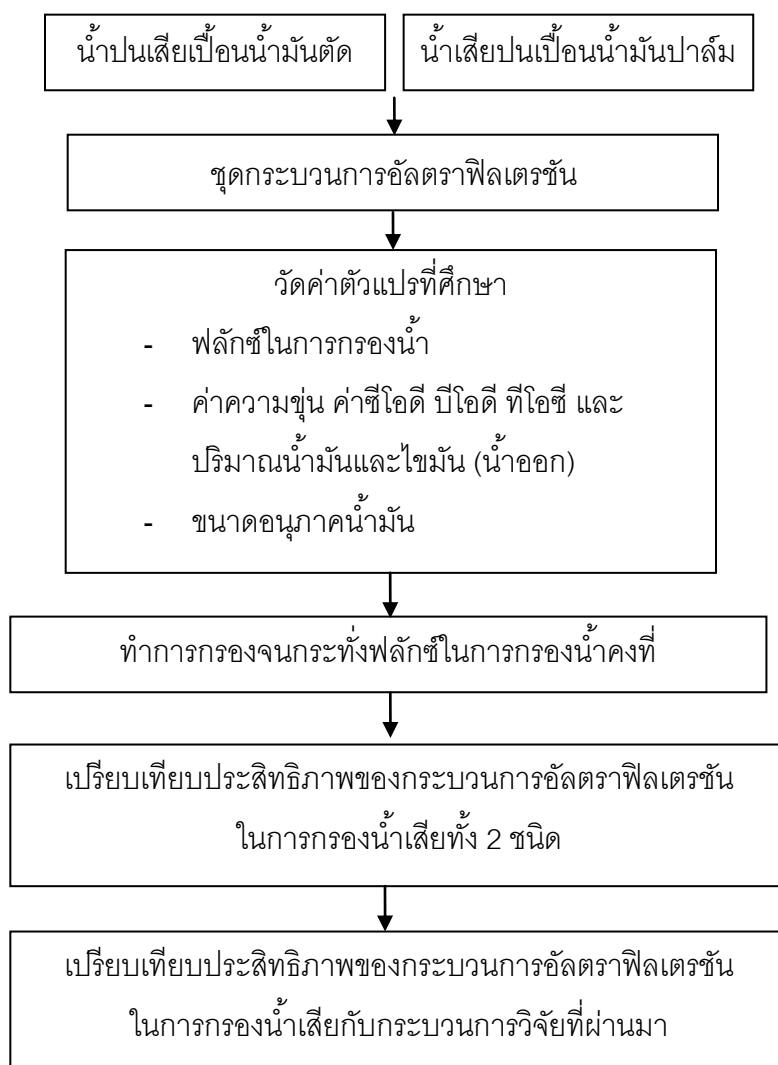 น้ำปนเสียเปื้อนน้ำมันตัด
น้ำเสียปนเปื้อนน้ำมันปาล์ม
ชุดกระบวนการอัลตราฟิลเตรชัน
วัดค่าตัวแปรที่ศึกษา
- ฟลักซ์ในการกรองน้ำ
- ค่าความขุ่น ค่าซีโอดี บีโอดี ทีโอซี และ
ปริมาณน้ำมันและไขมัน (น้ำออก)
- ขนาดอนุภาคน้ำมัน
ทำการกรองจนกระทั่งฟลักซ์ในการกรองน้ำคงที่
เปรียบเทียบประสิทธิภาพของกระบวนการอัลตราฟิลเตรชัน
ในการกรองน้ำเสียทั้ง 2 ชนิด
เปรียบเทียบประสิทธิภาพของกระบวนการอัลตราฟิลเตรชัน
ในการกรองน้ำเสียกับกระบวนการวิจัยที่ผ่านมา